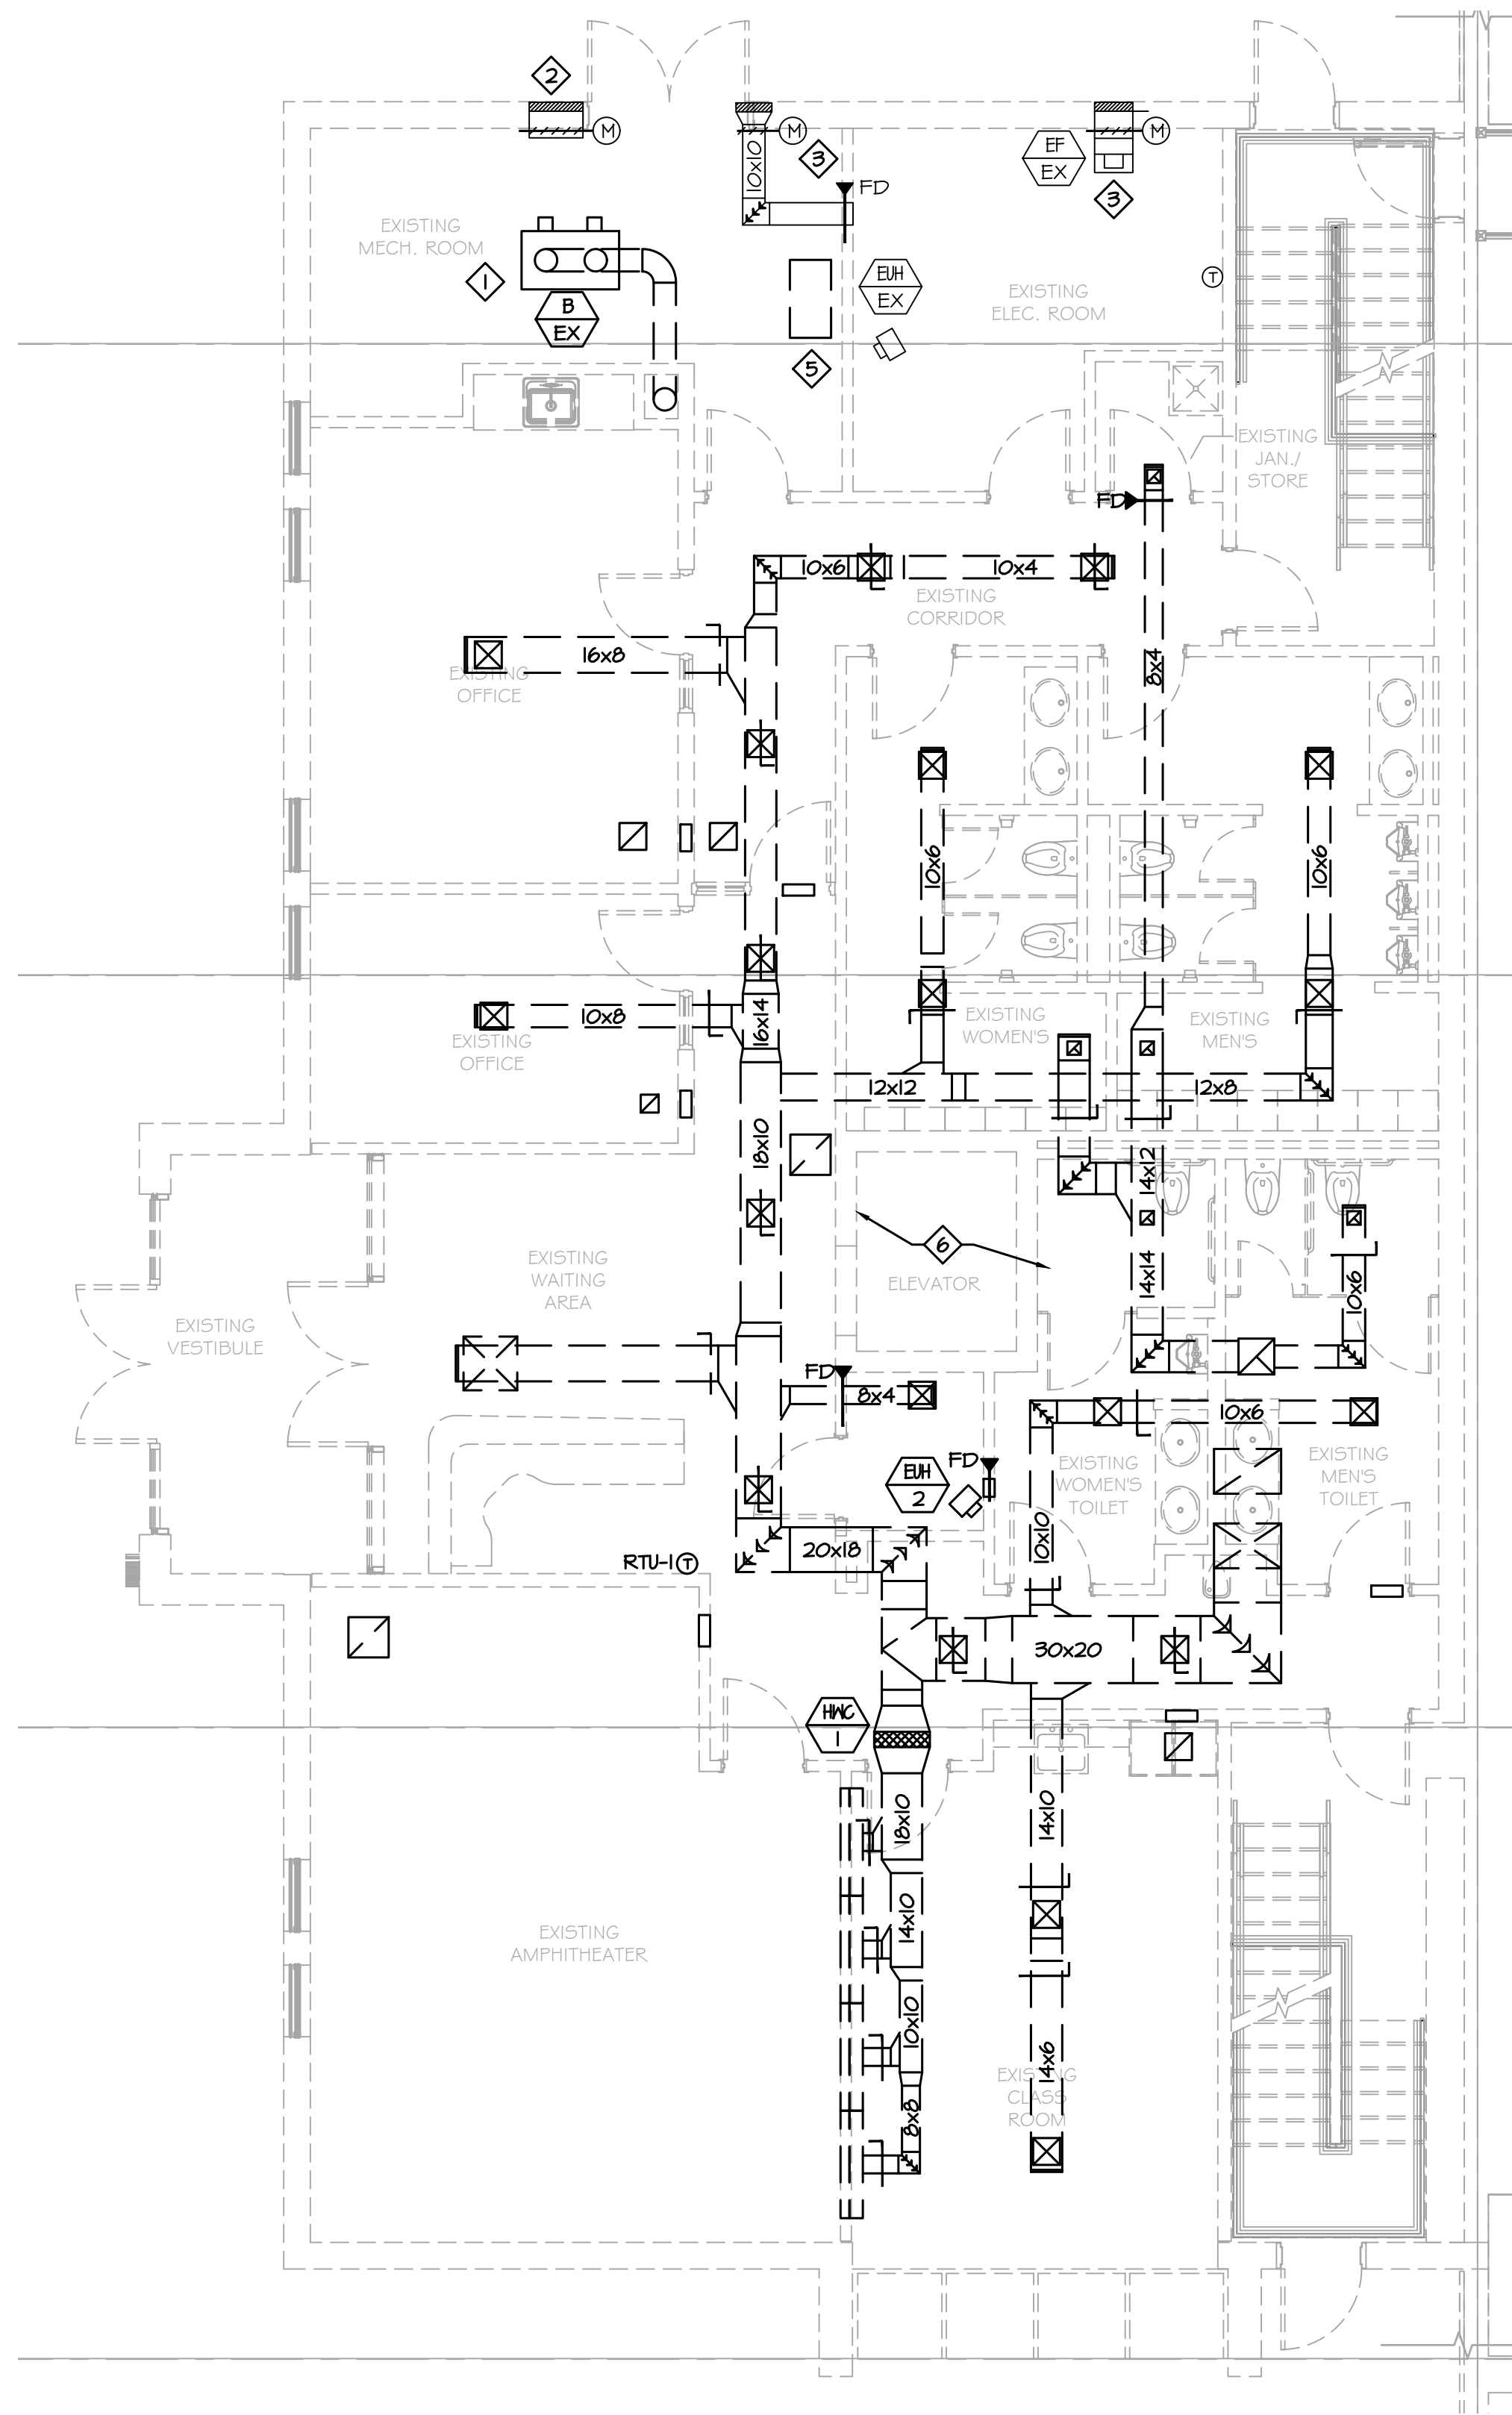 2
M
M
M
10x10
3
EF
EX
3
FD
EXISTING
MECH. ROOM
1
B
EX
EUH
EX
5
EXISTING
ELEC. ROOM
T
EXISTING
JAN./
STORE
FD
10x6
10x4
EXISTING
CORRIDOR
16x8
EXISTING
OFFICE
8x4
10x6
10x6
10x8
16x14
EXISTING
OFFICE
EXISTING
WOMEN'S
EXISTING
MEN'S
12x12
12x8
18x10
14x12
6
EXISTING
WAITING
AREA
ELEVATOR
14x14
10x6
EXISTING
VESTIBULE
FD
8x4
10x6
EUH
2
FD
EXISTING
WOMEN'S
TOILET
EXISTING
MEN'S
TOILET
10x10
20x18
RTU-1 T
30x20
HWC
1
18x10
14x10
14x10
EXISTING
AMPHITHEATER
10x10
14x6
EXISTING
CLASS
ROOM
8x8